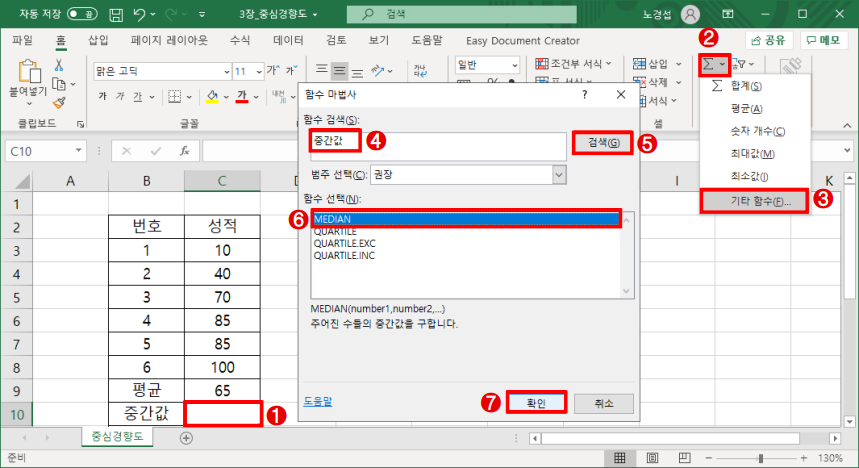 자동 저장 끔 3장_중심경향도 검색 노경섭
파일 홈 삽입 페이지 레이아웃 수식 데이터 검토 보기 도움말 Easy Document Creator 공유 메모
붙여넣기 맑은 고딕 11 가^ 가ˇ 일반 조건부 서식 삽입
삭제
가 가 가 서식
클립보드 글꼴 셀
② Σ
Σ 합계(S)
평균(A)
숫자 개수(C)
최대값(M)
최소값(I)
기타 함수(F)... ③
C10 fx
함수 마법사 ? ×
함수 검색(S):
중간값 ④ 검색(G) ⑤
범주 선택(C): 권장
함수 선택(N):
⑥ MEDIAN
QUARTILE
QUARTILE.EXC
QUARTILE.INC
MEDIAN(number1,number2,...)
주어진 수들의 중간값을 구합니다.
도움말 ⑦ 확인 취소
A B C I K
1
2 번호 성적
3 1 10
4 2 40
5 3 70
6 4 85
7 5 85
8 6 100
9 평균 65
10 중간값 ①
중심경향도
준비 130%